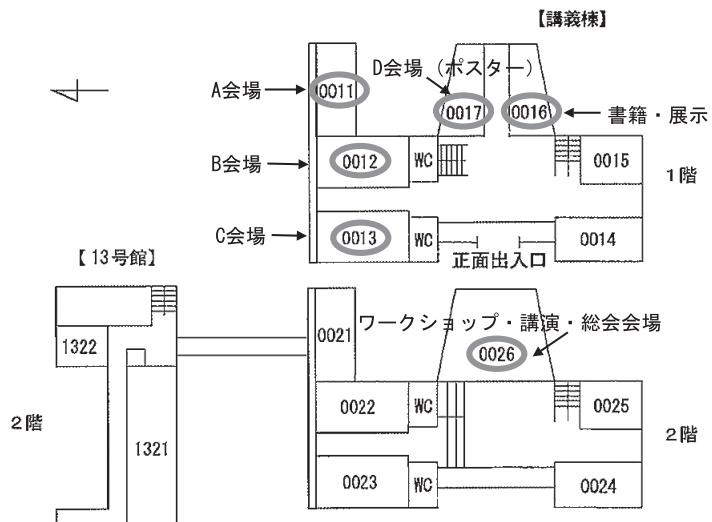 【講義棟】
D会場（ポスター）
A会場
0011
0017
0016
書籍・展示
B会場
0012
WC
0015
1階
C会場
0013
WC
0014
正面出入口
【13号館】
1322
0021
ワークショップ・講演・総会会場
0026
2階
1321
0022
WC
0025
2階
0023
WC
0024